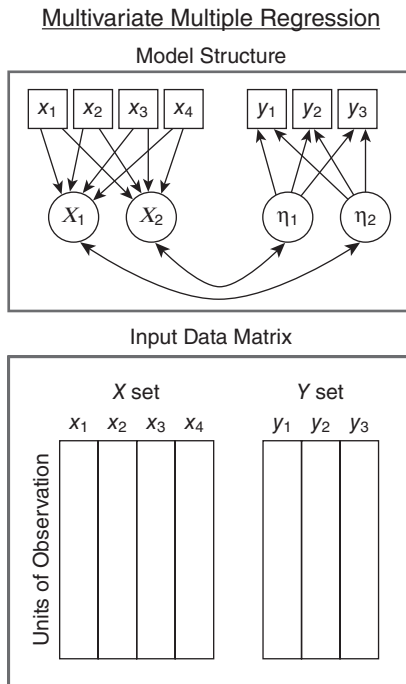 Multivariate Multiple Regression
Model Structure
x₁ x₂ x₃ x₄ y₁ y₂ y₃
X₁ X₂ η₁ η₂
Input Data Matrix
X set Y set
x₁ x₂ x₃ x₄ y₁ y₂ y₃
Units of Observation